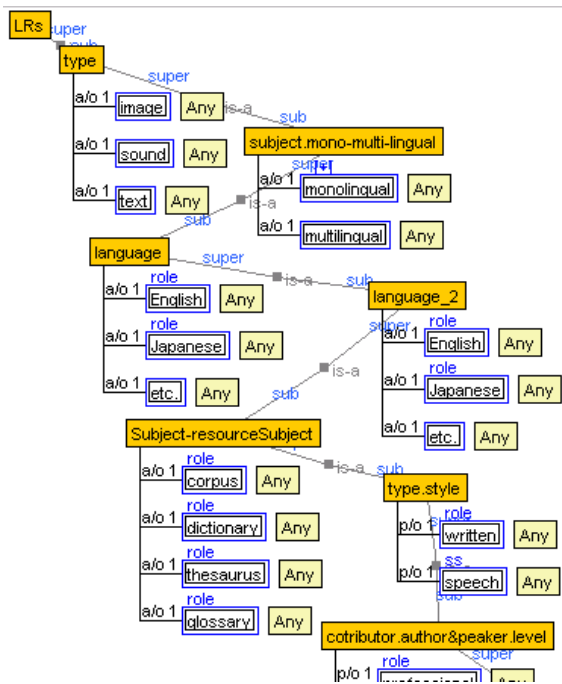 LRs
super
sub
type
super
a/o 1 image Any
is-a
sub
subject.mono-multi-lingual
a/o 1 sound Any
super
a/o 1 monolingual Any
a/o 1 text Any
is-a
sub
a/o 1 multilingual Any
language
super
is-a
sub
role
a/o 1 English Any
language_2
super
role
a/o 1 English Any
role
a/o 1 Japanese Any
is-a
role
a/o 1 Japanese Any
a/o 1 etc. Any
sub
a/o 1 etc. Any
Subject-resourceSubject
role
a/o 1 corpus Any
is-a
sub
type.style
role
a/o 1 dictionary Any
role
p/o 1 written Any
role
a/o 1 thesaurus Any
ss_
p/o 1 speech Any
sub
role
a/o 1 glossary Any
cotributor.author&peaker.level
super
role
p/o 1 professional Any